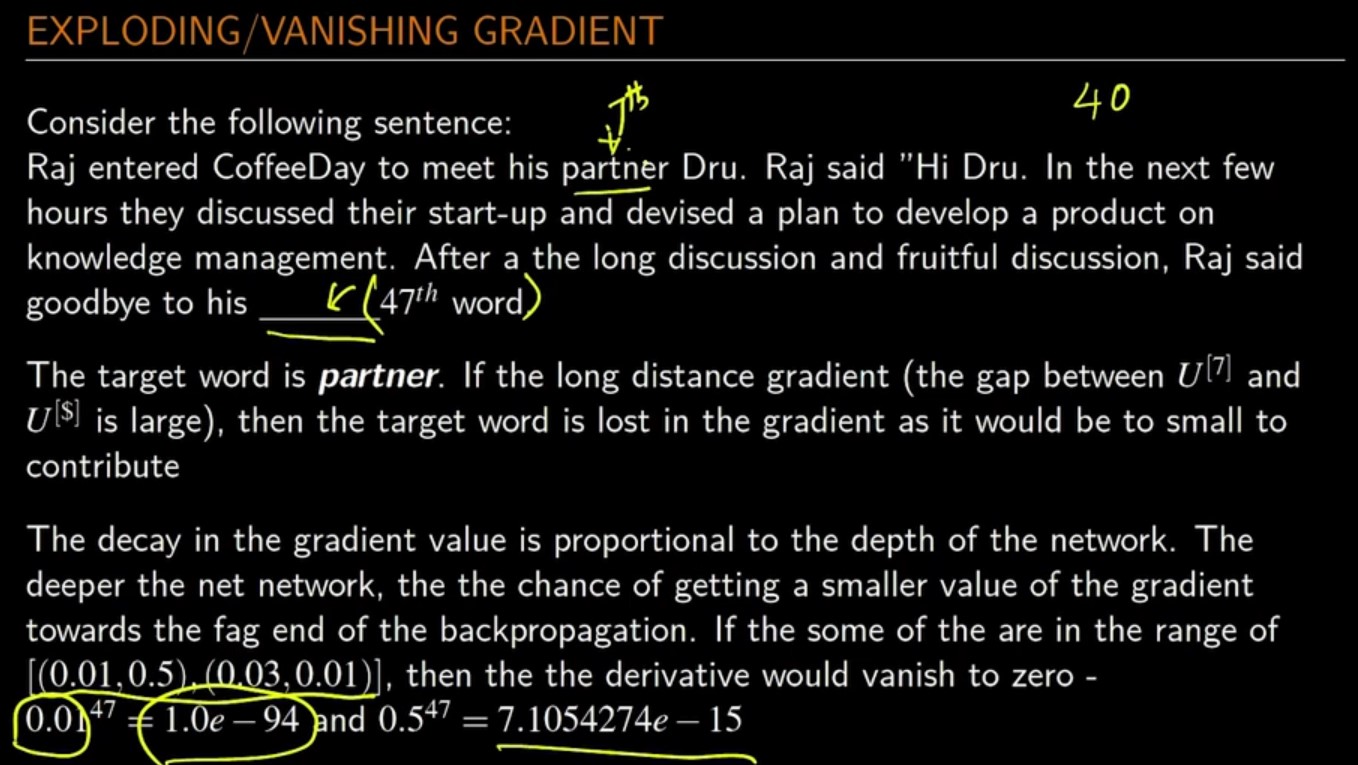 EXPLODING/VANISHING GRADIENT
7th
40
Consider the following sentence:
Raj entered CoffeeDay to meet his partner Dru. Raj said "Hi Dru. In the next few
hours they discussed their start-up and devised a plan to develop a product on
knowledge management. After a the long discussion and fruitful discussion, Raj said
goodbye to his ______ (47th word)
The target word is partner. If the long distance gradient (the gap between U[7] and
U[$] is large), then the target word is lost in the gradient as it would be to small to
contribute
The decay in the gradient value is proportional to the depth of the network. The
deeper the net network, the the chance of getting a smaller value of the gradient
towards the fag end of the backpropagation. If the some of the are in the range of
[(0.01,0.5),(0.03,0.01)], then the the derivative would vanish to zero -
0.01^47 = 1.0e − 94 and 0.5^47 = 7.1054274e − 15